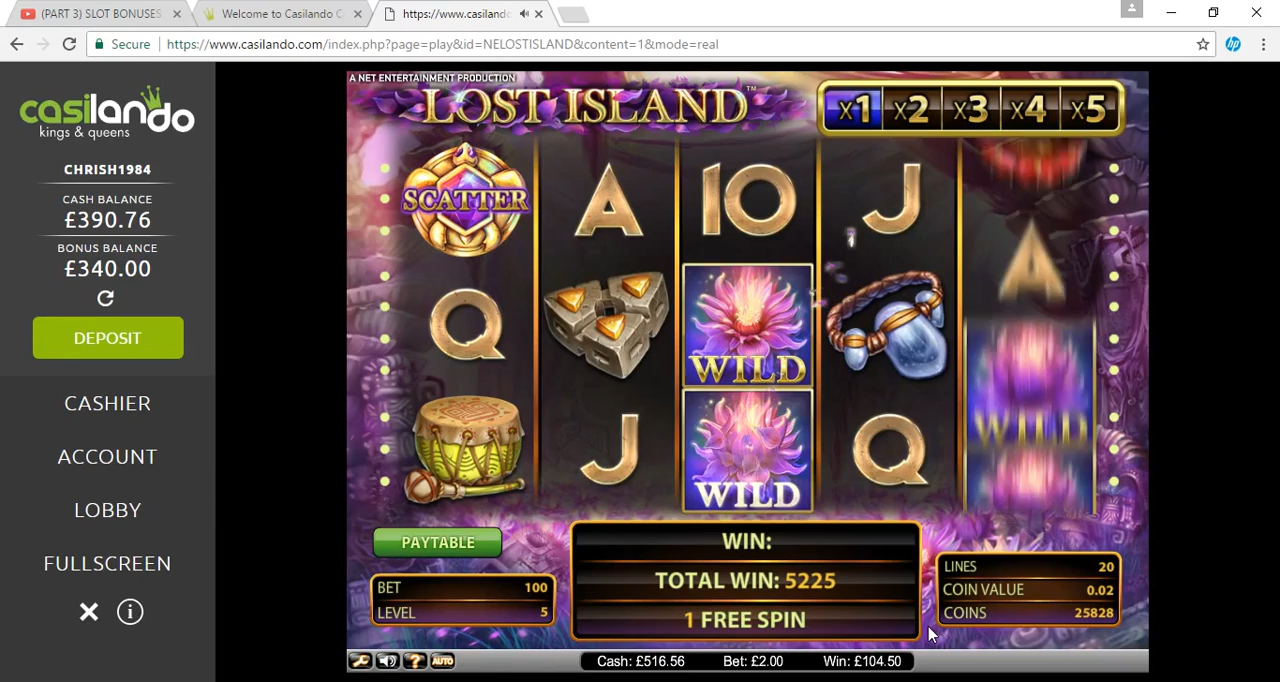 (PART 3) SLOT BONUSES
Welcome to Casilando C
https://www.casilando
Secure
https://www.casilando.com/index.php?page=play&id=NELOSTISLAND&content=1&mode=real
casilando
kings & queens
CHRISH1984
CASH BALANCE
£390.76
BONUS BALANCE
£340.00
DEPOSIT
CASHIER
ACCOUNT
LOBBY
FULLSCREEN
A NET ENTERTAINMENT PRODUCTION
LOST ISLAND™
x1 x2 x3 x4 x5
SCATTER
A
10
J
A
Q
WILD
WILD
J
WILD
Q
PAYTABLE
BET 100
LEVEL 5
WIN:
TOTAL WIN: 5225
1 FREE SPIN
LINES 20
COIN VALUE 0.02
COINS 25828
AUTO
Cash: £516.56 Bet: £2.00 Win: £104.50